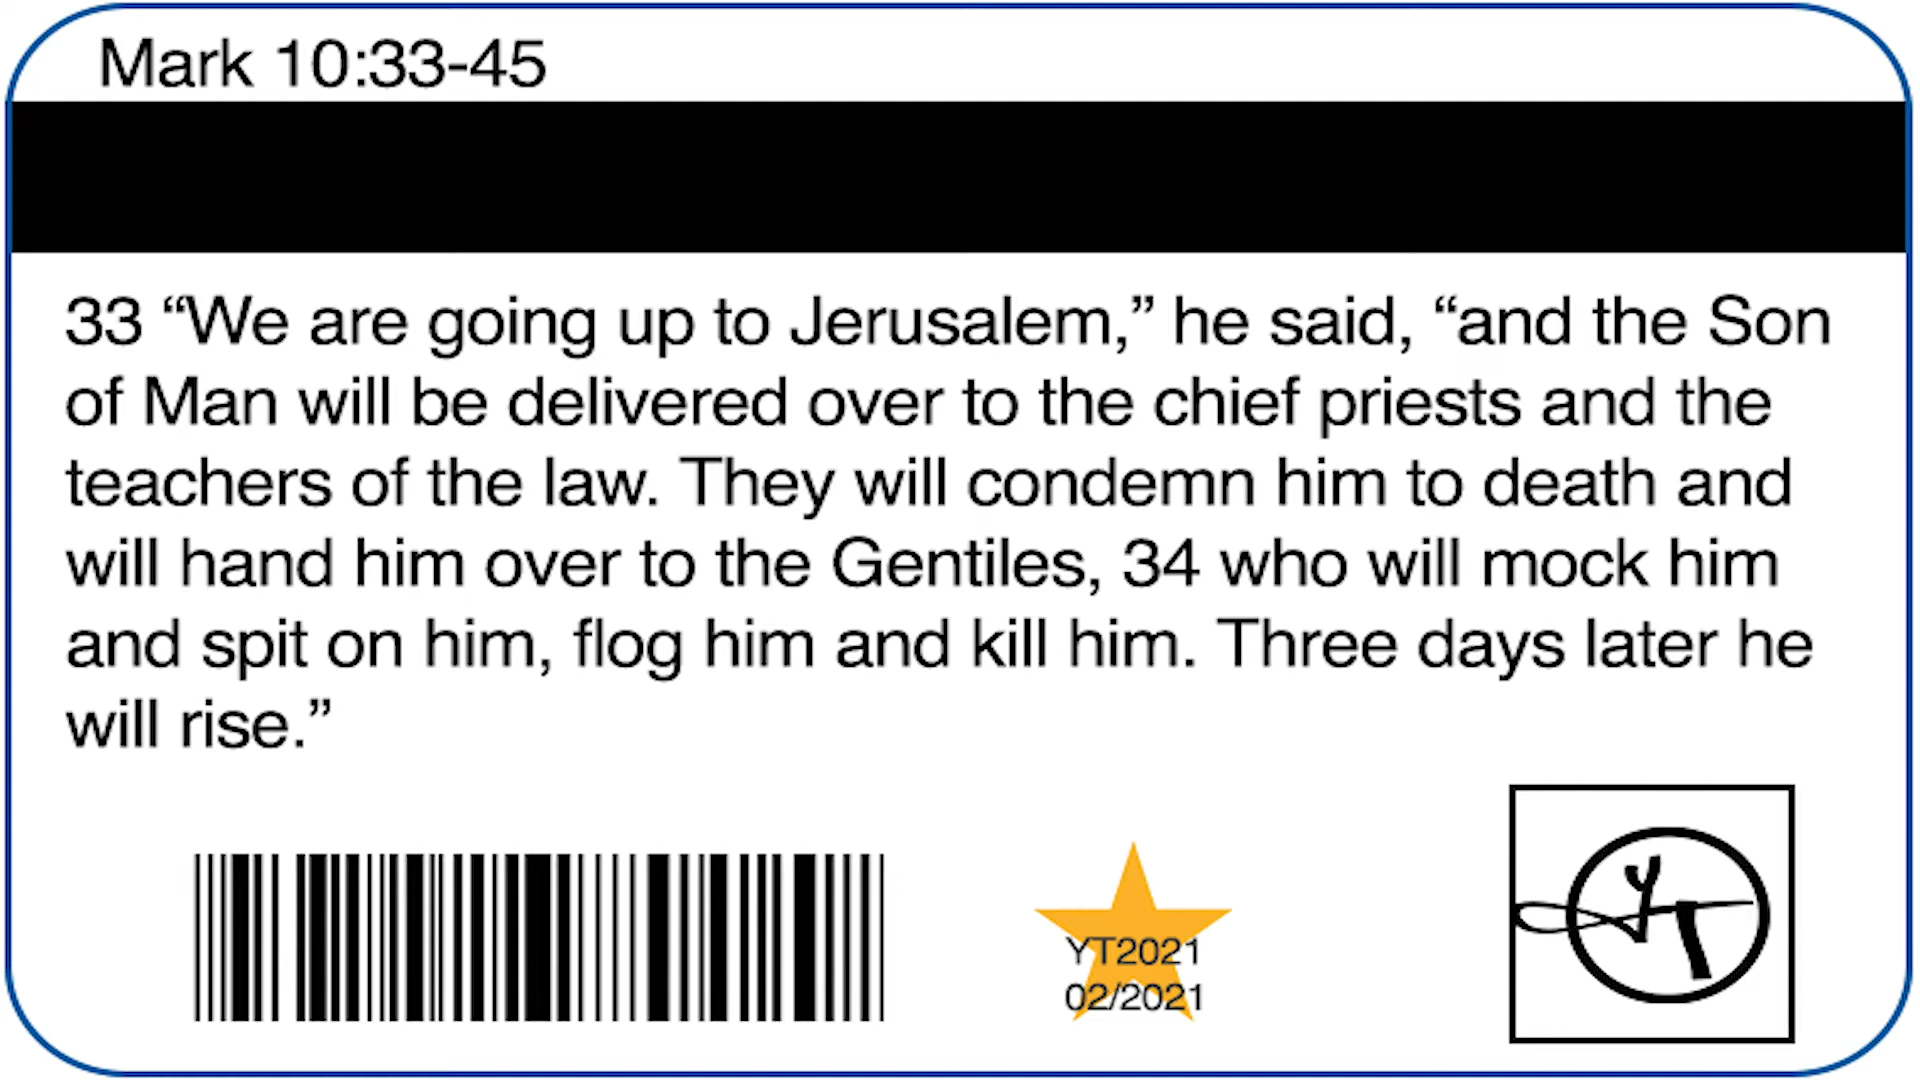 Mark 10:33-45
33 “We are going up to Jerusalem,” he said, “and the Son
of Man will be delivered over to the chief priests and the
teachers of the law. They will condemn him to death and
will hand him over to the Gentiles, 34 who will mock him
and spit on him, flog him and kill him. Three days later he
will rise.”
YT2021
02/2021
YT